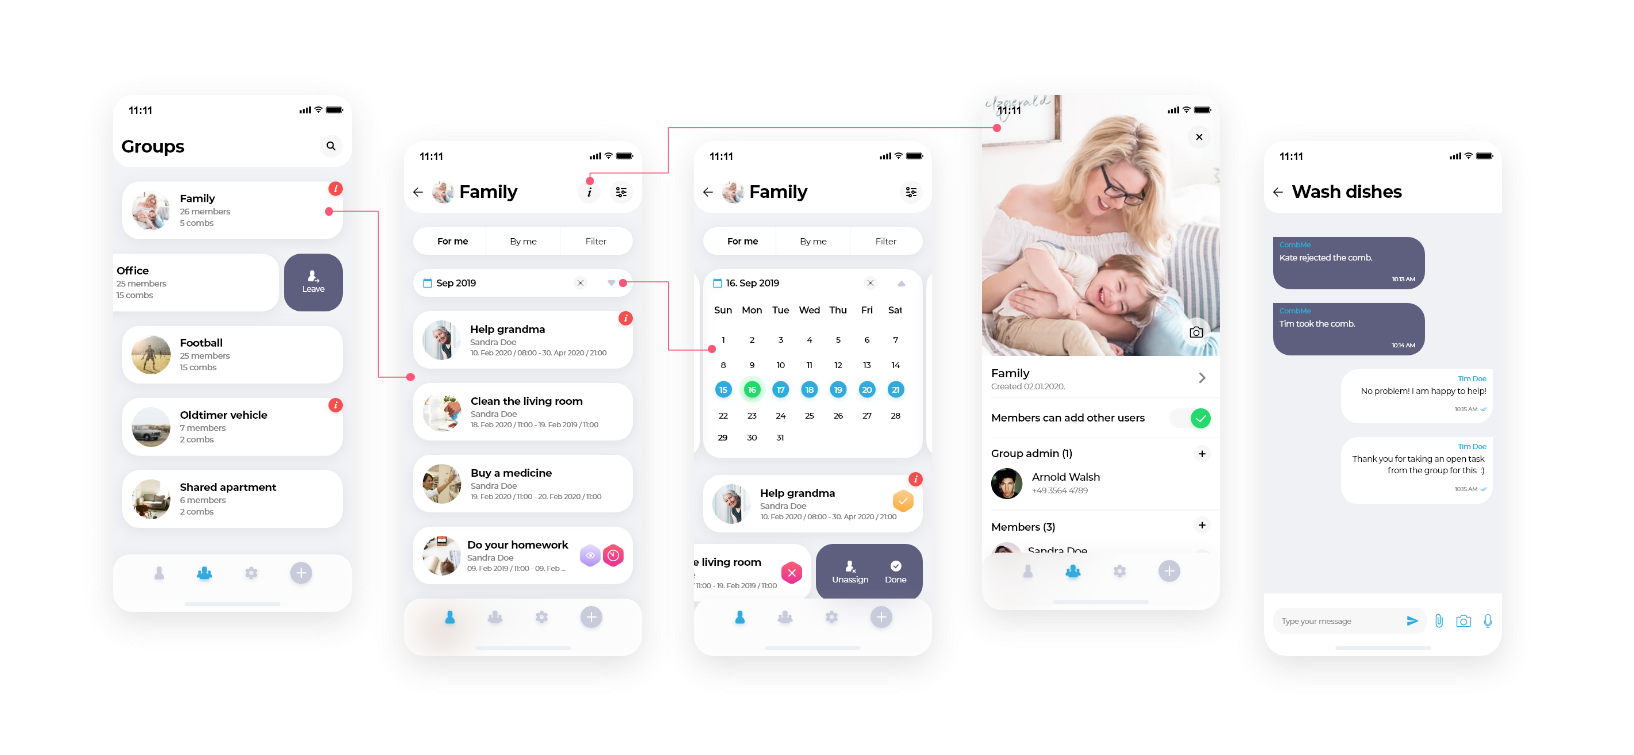 11:11
Groups
Family
26 members
5 combs
Office
25 members
15 combs
Leave
Football
25 members
15 combs
Oldtimer vehicle
7 members
2 combs
Shared apartment
6 members
2 combs
11:11
Family
i
For me
By me
Filter
Sep 2019
Help grandma
Sandra Doe
10. Feb 2020 / 08:00 - 30. Apr 2020 / 21:00
Clean the living room
Sandra Doe
18. Feb 2020 / 11:00 - 19. Feb 2019 / 11:00
Buy a medicine
Sandra Doe
19. Feb 2020 / 11:00 - 20. Feb 2020 / 11:00
Do your homework
Sandra Doe
09. Feb 2019 / 11:00 - 09. Feb ...
11:11
Family
For me
By me
Filter
16. Sep 2019
Sun Mon Tue Wed Thu Fri Sat
1 2 3 4 5 6 7
8 9 10 11 12 13 14
15 16 17 18 19 20 21
22 23 24 25 26 27 28
29 30 31
Help grandma
Sandra Doe
10. Feb 2020 / 08:00 - 30. Apr 2020 / 21:00
e living room
/ 11:00 - 19. Feb 2019 / 11:00
Unassign
Done
11:11
Family
Created 02.01.2020.
Members can add other users
Group admin (1)
Arnold Walsh
+49 3564 4789
Members (3)
Sandra Doe
11:11
Wash dishes
CombMe
Kate rejected the comb.
10:13 AM
CombMe
Tim took the comb.
10:14 AM
Tim Doe
No problem! I am happy to help!
10:15 AM
Tim Doe
Thank you for taking an open task
from the group for this :)
10:15 AM
Type your message